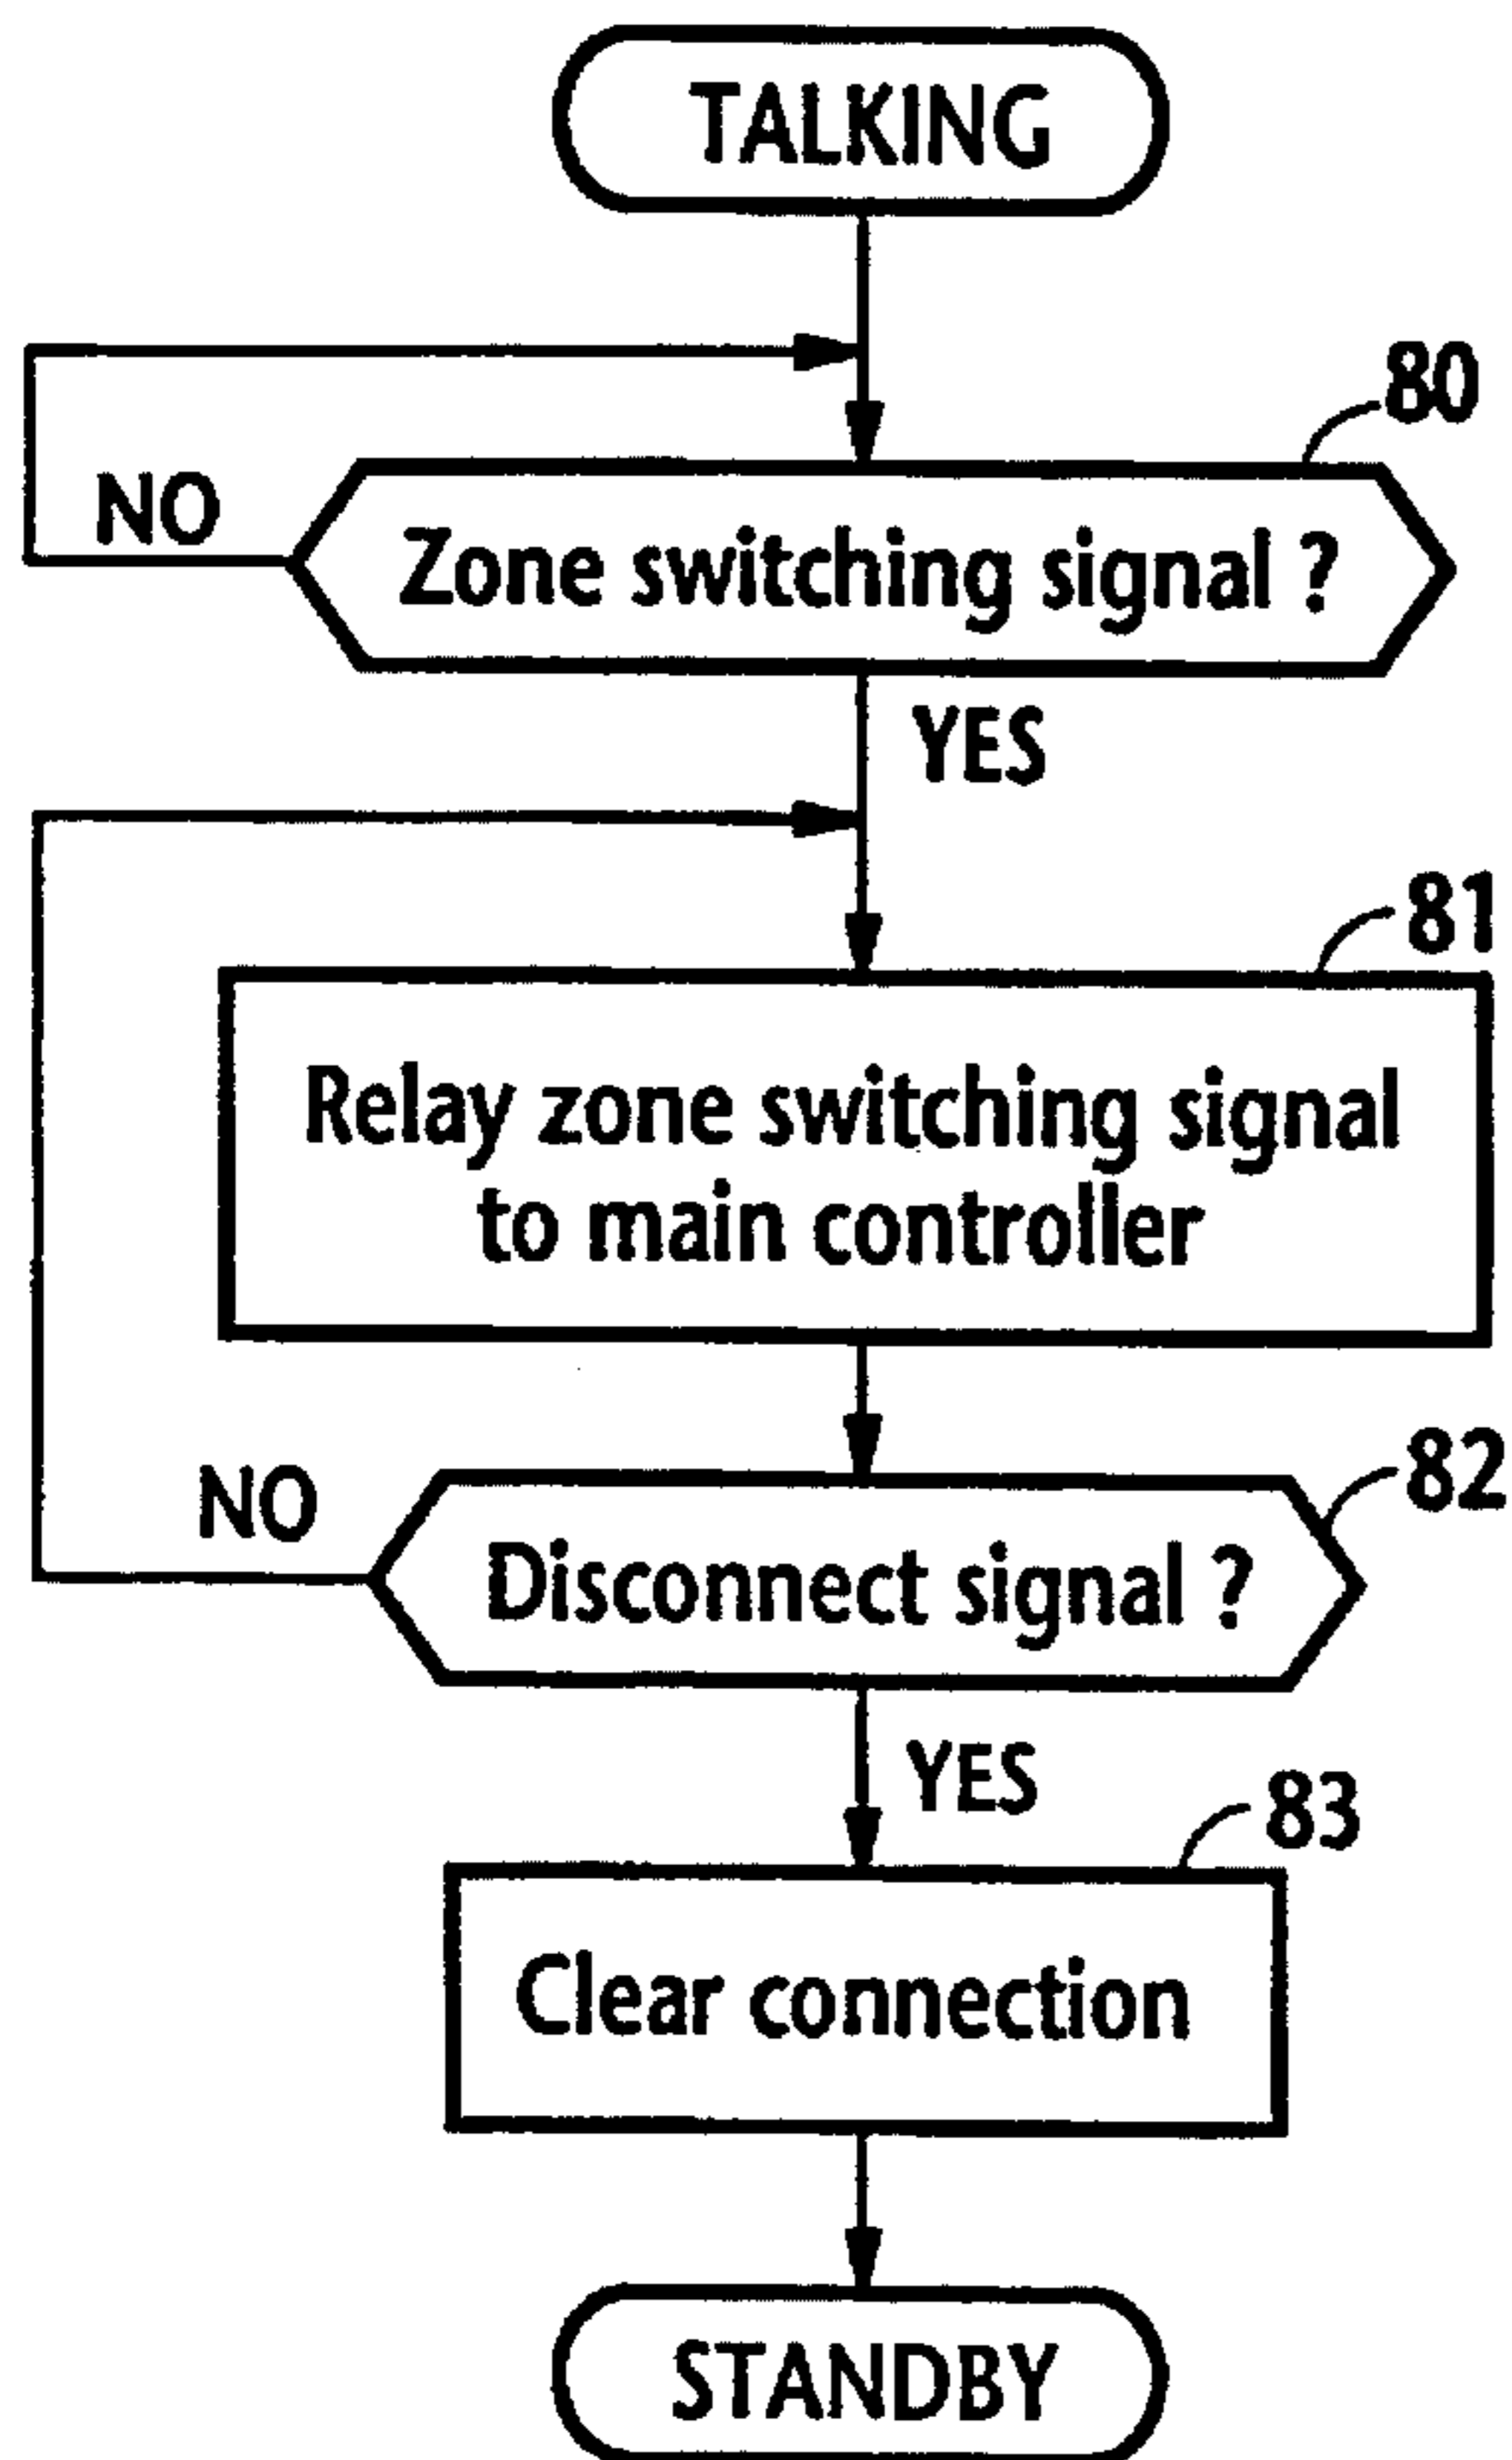 TALKING
80
NO
Zone switching signal ?
YES
81
Relay zone switching signal
to main controller
82
NO
Disconnect signal ?
YES
83
Clear connection
STANDBY